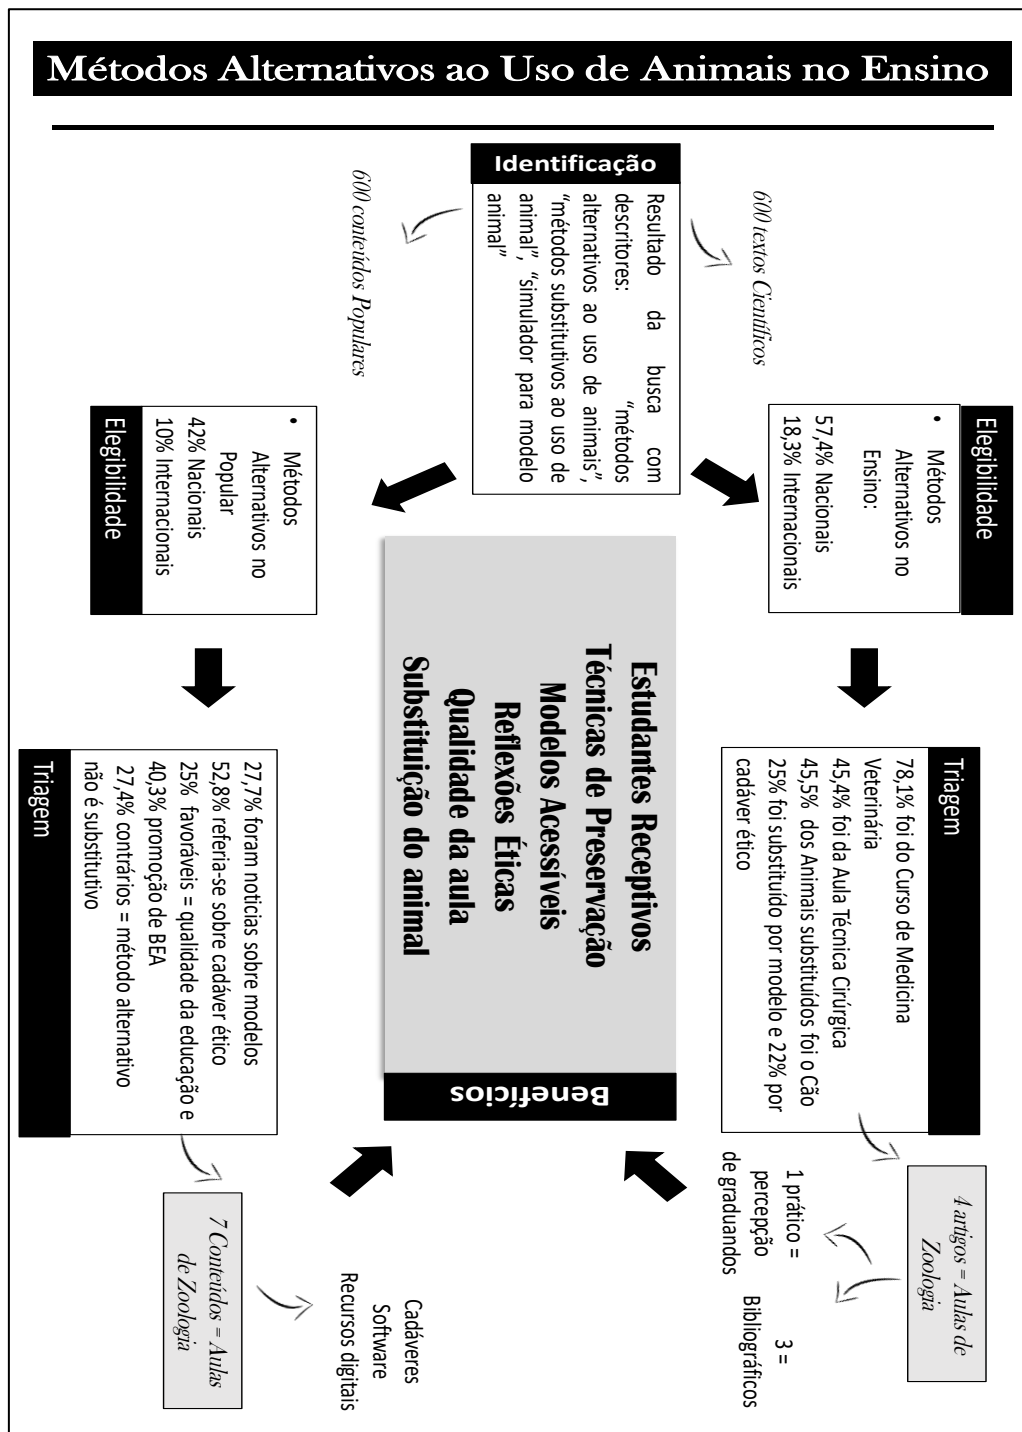 Métodos Alternativos ao Uso de Animais no Ensino
Identificação
Resultado da busca com
descritores: “métodos
alternativos ao uso de animais”,
“métodos substitutivos ao uso de
animal”, “simulador para modelo
animal”
600 textos Científicos
600 conteúdos Populares
Elegibilidade
• Métodos
Alternativos no
Ensino:
57,4% Nacionais
18,3% Internacionais
Triagem
78,1% foi do Curso de Medicina
Veterinária
45,4% foi da Aula Técnica Cirúrgica
45,5% dos Animais substituídos foi o Cão
25% foi substituído por modelo e 22% por
cadáver ético
4 artigos = Aulas de
Zoologia
1 prático =
percepção
de graduandos
3 =
Bibliográficos
• Métodos
Alternativos no
Popular
42% Nacionais
10% Internacionais
Elegibilidade
27,7% foram noticias sobre modelos
52,8% referia-se sobre cadáver ético
25% favoráveis = qualidade da educação e
40,3% promoção de BEA
27,4% contrários = método alternativo
não é substitutivo
Triagem
7 Conteúdos = Aulas
de Zoologia
Cadáveres
Software
Recursos digitais
Benefícios
Estudantes Receptivos
Técnicas de Preservação
Modelos Acessíveis
Reflexões Éticas
Qualidade da aula
Substituição do animal